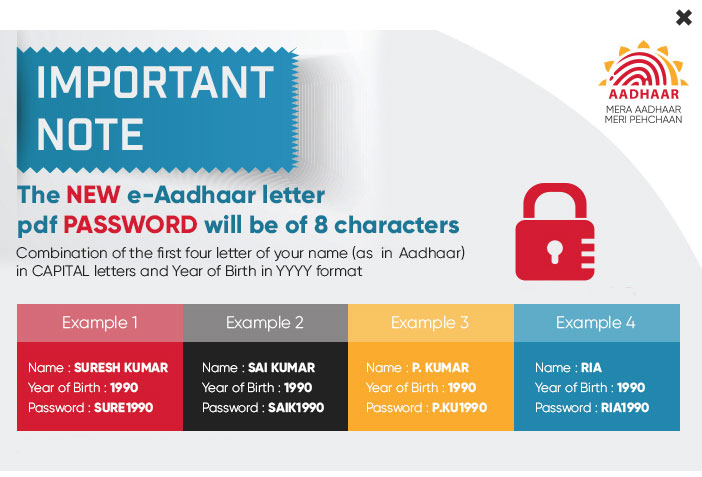 ✖
IMPORTANT
NOTE
AADHAAR
MERA AADHAAR
MERI PEHCHAAN
The NEW e-Aadhaar letter
pdf PASSWORD will be of 8 characters
Combination of the first four letter of your name (as in Aadhaar)
in CAPITAL letters and Year of Birth in YYYY format
Example 1
Name : SURESH KUMAR
Year of Birth : 1990
Password : SURE1990
Example 2
Name : SAI KUMAR
Year of Birth : 1990
Password : SAIK1990
Example 3
Name : P. KUMAR
Year of Birth : 1990
Password : P.KU1990
Example 4
Name : RIA
Year of Birth : 1990
Password : RIA1990